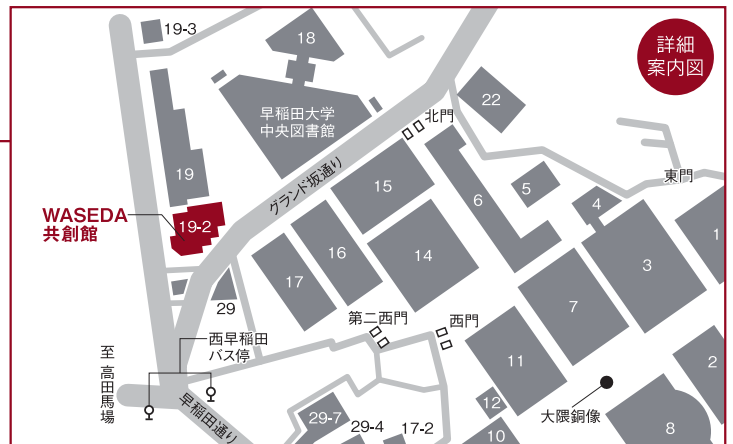 19-3
18
詳細
案内図
早稲田大学
中央図書館
北門
22
グランド坂通り
19
15
6
5
東門
4
WASEDA
共創館
19-2
1
16
14
3
17
7
29
第二西門
西門
西早稲田
バス停
11
2
至 高田馬場
早稲田通り
12
大隈銅像
29-7
29-4
17-2
10
8